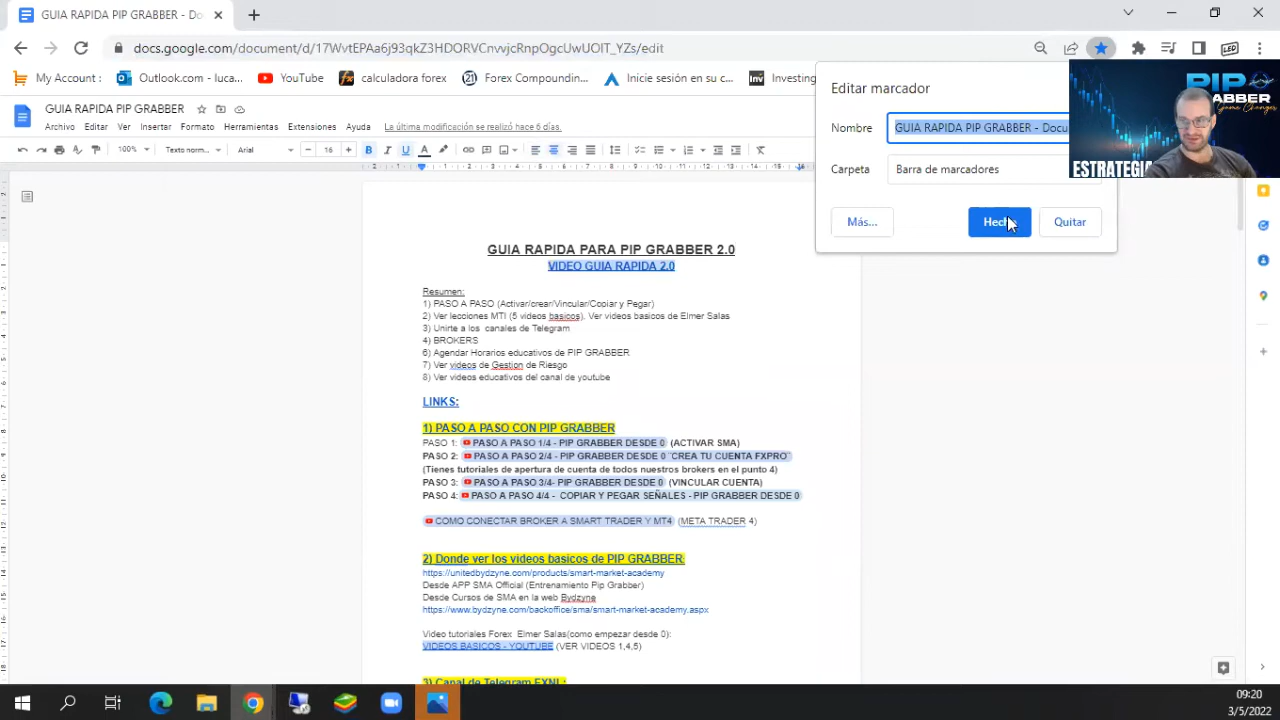 GUIA RAPIDA PIP GRABBER - Do
docs.google.com/document/d/17WvtEPAa6j93qkZ3HDORVCnvvjcRnpOgcUwUOIT_YZs/edit
My Account :
Outlook.com - luca...
YouTube
calculadora forex
Forex Compoundin...
Inicie sesión en su c...
Inv
Investing
LEO
Editar marcador
Nombre
GUIA RAPIDA PIP GRABBER - Docu
Carpeta
Barra de marcadores
Más...
Hecho
Quitar
PIP
ABBER
Game Changer
ESTRATEGIA
GUIA RAPIDA PIP GRABBER
Archivo Editar Ver Insertar Formato Herramientas Extensiones Ayuda
La última modificación se realizó hace 6 días.
100% Texto norm... Arial 16
GUIA RAPIDA PARA PIP GRABBER 2.0
VIDEO GUIA RAPIDA 2.0
Resumen:
1) PASO A PASO (Activar/crear/Vincular/Copiar y Pegar)
2) Ver lecciones MTI (5 videos basicos). Ver videos basicos de Elmer Salas
3) Unirte a los canales de Telegram
4) BROKERS
6) Agendar Horarios educativos de PIP GRABBER
7) Ver videos de Gestion de Riesgo
8) Ver videos educativos del canal de youtube
LINKS:
1) PASO A PASO CON PIP GRABBER
PASO 1: PASO A PASO 1/4 - PIP GRABBER DESDE 0 (ACTIVAR SMA)
PASO 2: PASO A PASO 2/4 - PIP GRABBER DESDE 0 ¨CREA TU CUENTA FXPRO¨
(Tienes tutoriales de apertura de cuenta de todos nuestros brokers en el punto 4)
PASO 3: PASO A PASO 3/4- PIP GRABBER DESDE 0 (VINCULAR CUENTA)
PASO 4: PASO A PASO 4/4 - COPIAR Y PEGAR SEÑALES - PIP GRABBER DESDE 0
COMO CONECTAR BROKER A SMART TRADER Y MT4 (META TRADER 4)
2) Donde ver los videos basicos de PIP GRABBER:
https://unitedbydzyne.com/products/smart-market-academy
Desde APP SMA Official (Entrenamiento Pip Grabber)
Desde Cursos de SMA en la web Bydzyne
https://www.bydzyne.com/backoffice/sma/smart-market-academy.aspx
Video tutoriales Forex Elmer Salas(como empezar desde 0):
VIDEOS BASICOS - YOUTUBE (VER VIDEOS 1,4,5)
3) Canal de Telegram FXNL:
09:20
3/5/2022